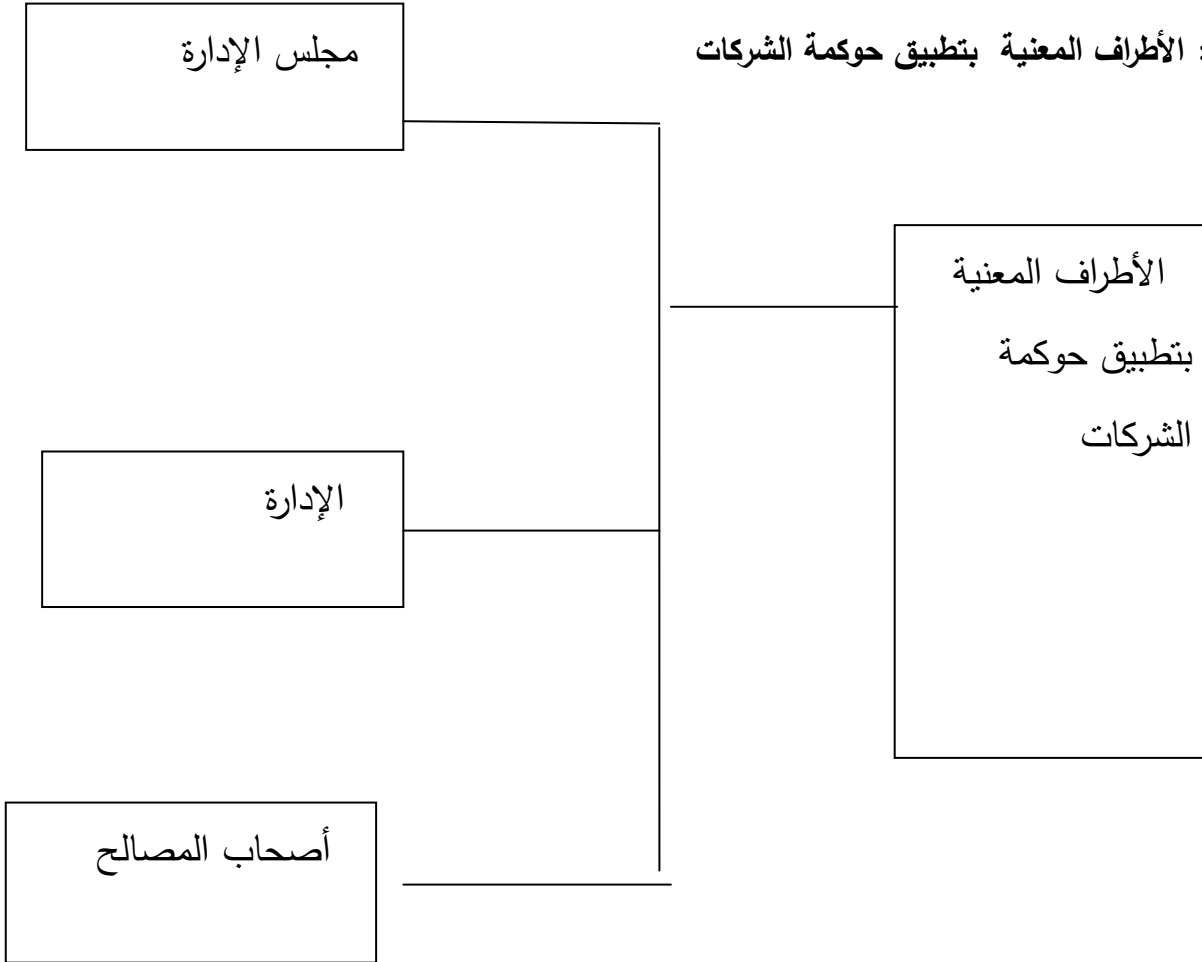 : الأطراف المعنية بتطبيق حوكمة الشركات
مجلس الإدارة
الأطراف المعنية
بتطبيق حوكمة
الشركات
الإدارة
أصحاب المصالح